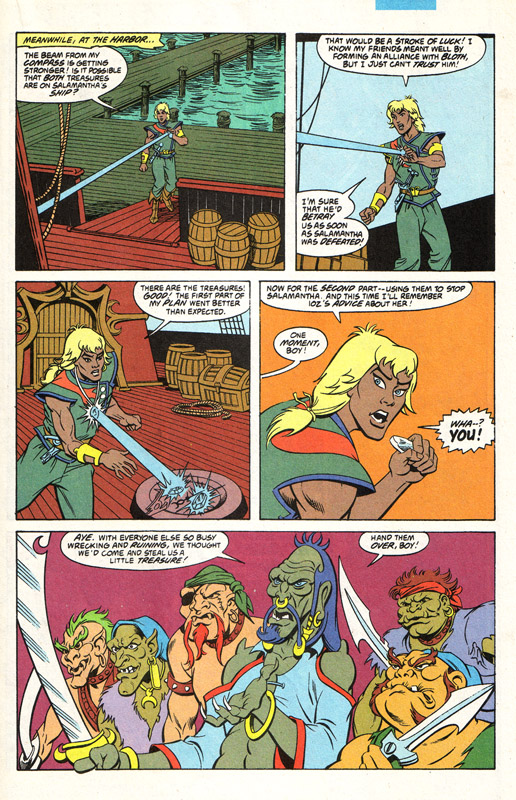 MEANWHILE, AT THE HARBOR...
THE BEAM FROM MY
COMPASS IS GETTING
STRONGER! IS IT POSSIBLE
THAT BOTH TREASURES
ARE ON SALAMANTHA'S
SHIP?
THAT WOULD BE A STROKE OF LUCK! I
KNOW MY FRIENDS MEANT WELL BY
FORMING AN ALLIANCE WITH BLOTH,
BUT I JUST CAN'T TRUST HIM!
I'M SURE
THAT HE'D
BETRAY
US AS SOON
AS SALAMANTHA
WAS DEFEATED!
THERE ARE THE TREASURES!
GOOD! THE FIRST PART OF
MY PLAN WENT BETTER
THAN EXPECTED.
NOW FOR THE SECOND PART--USING THEM TO STOP
SALAMANTHA. AND THIS TIME I'LL REMEMBER
IOZ'S ADVICE ABOUT HER!
ONE
MOMENT,
BOY!
WHA--?
YOU!
AYE. WITH EVERYONE ELSE SO BUSY
WRECKING AND RUINING, WE THOUGHT
WE'D COME AND STEAL US A
LITTLE TREASURE!
HAND THEM
OVER, BOY!